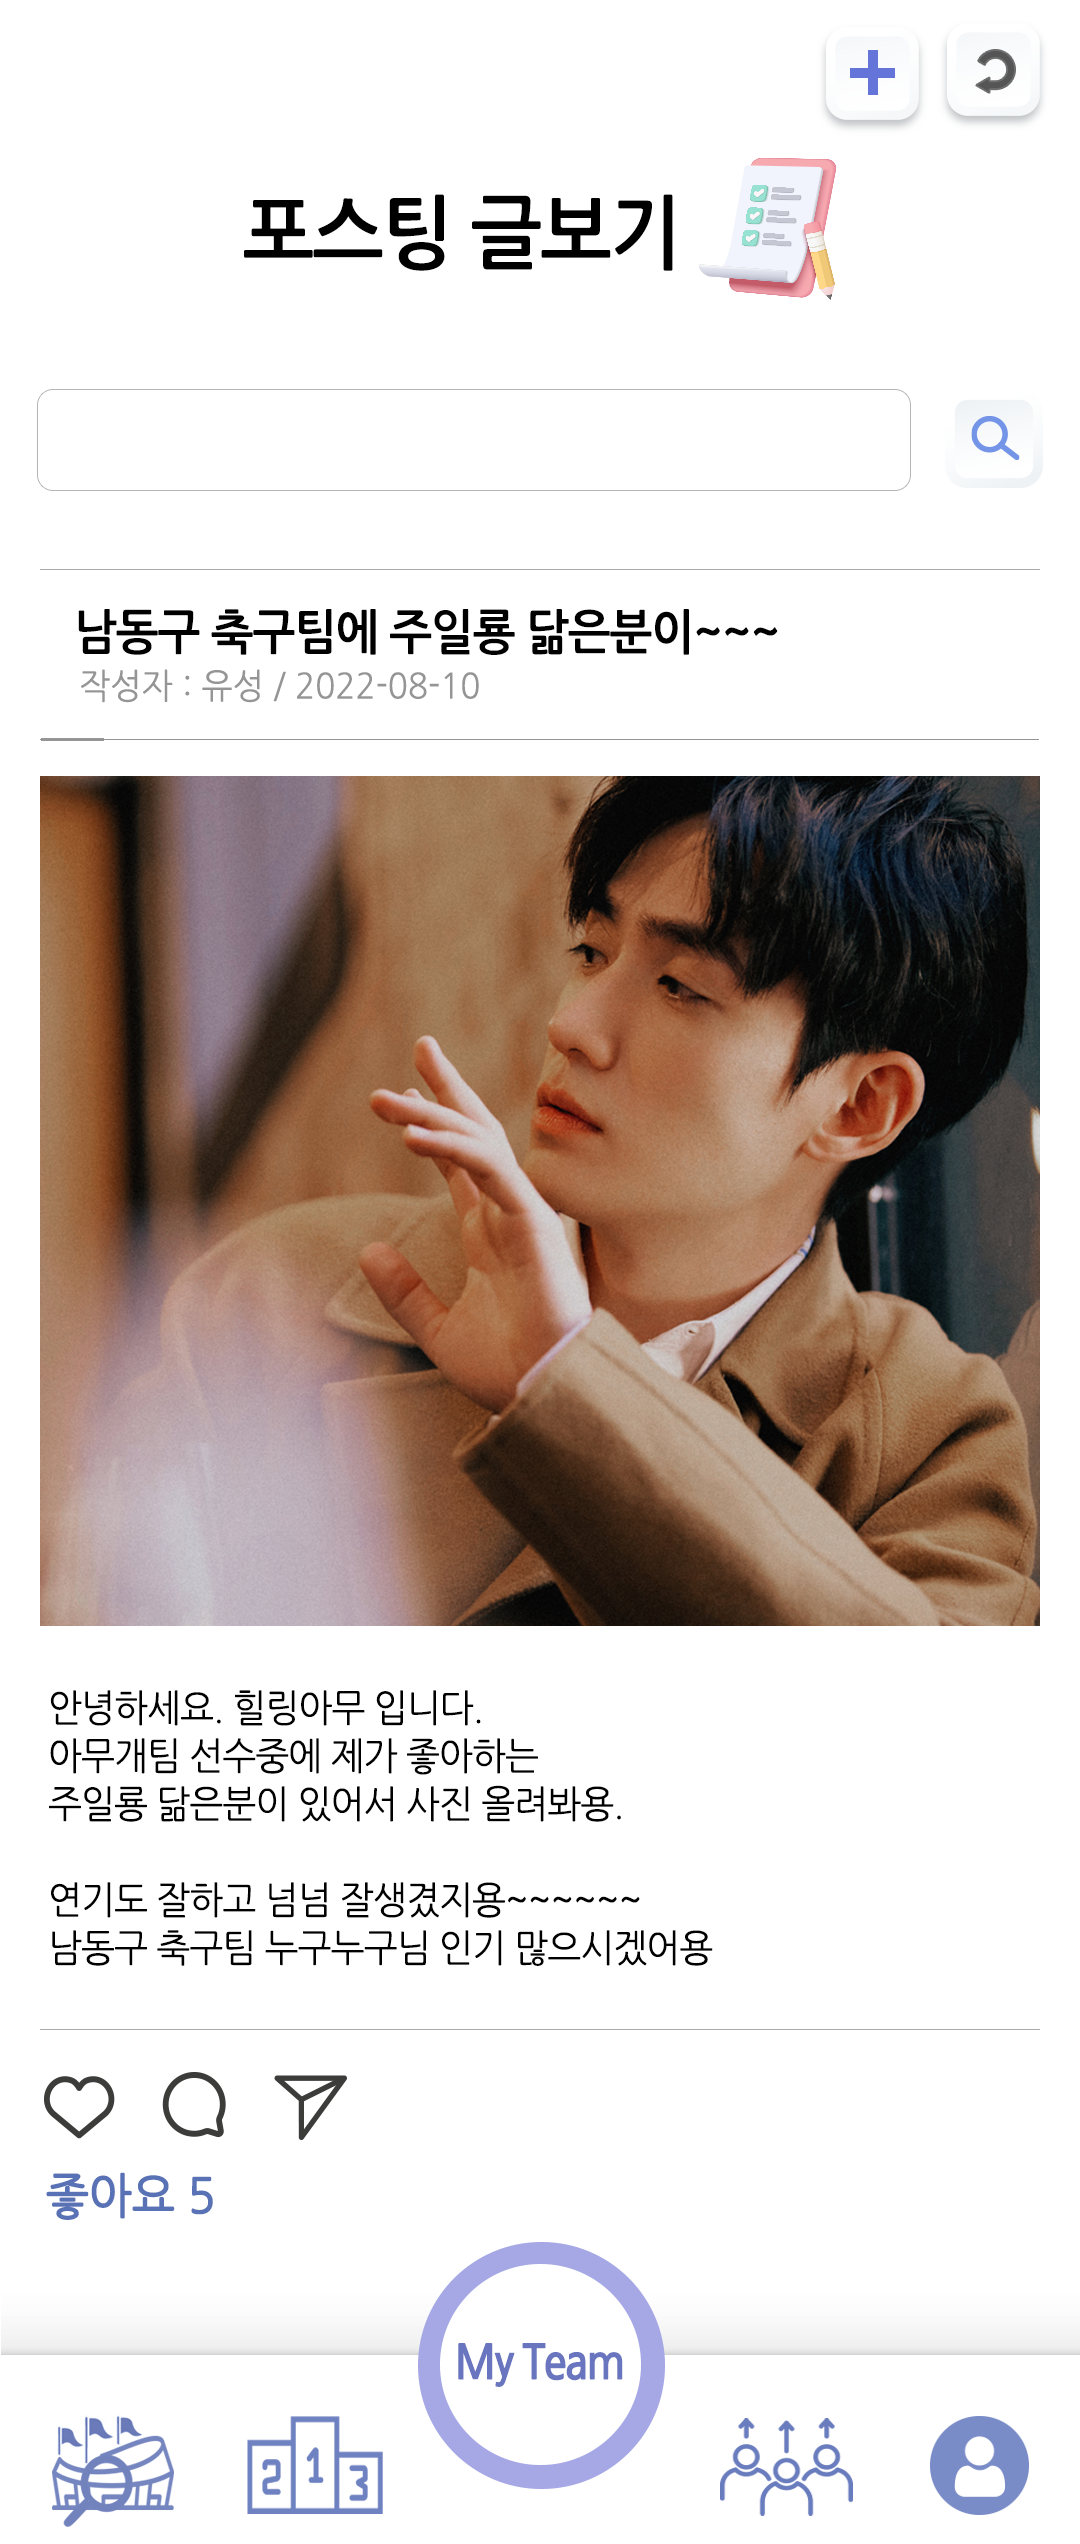 포스팅 글보기
남동구 축구팀에 주일룡 닮은분이~~~
작성자 : 유성 / 2022-08-10
안녕하세요. 힐링아무 입니다.
아무개팀 선수중에 제가 좋아하는
주일룡 닮은분이 있어서 사진 올려봐용.
연기도 잘하고 넘넘 잘생겼지용~~~~~~
남동구 축구팀 누구누구님 인기 많으시겠어용
좋아요 5
My Team
2 1 3